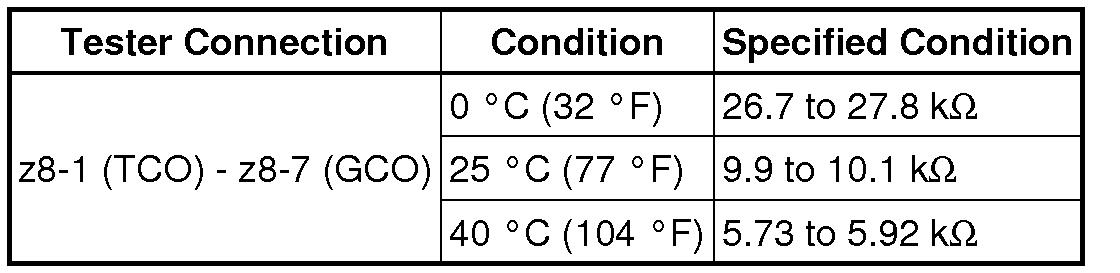 Tester Connection Condition Specified Condition
0 °C (32 °F) 26.7 to 27.8 kΩ
z8-1 (TCO) - z8-7 (GCO) 25 °C (77 °F) 9.9 to 10.1 kΩ
40 °C (104 °F) 5.73 to 5.92 kΩ